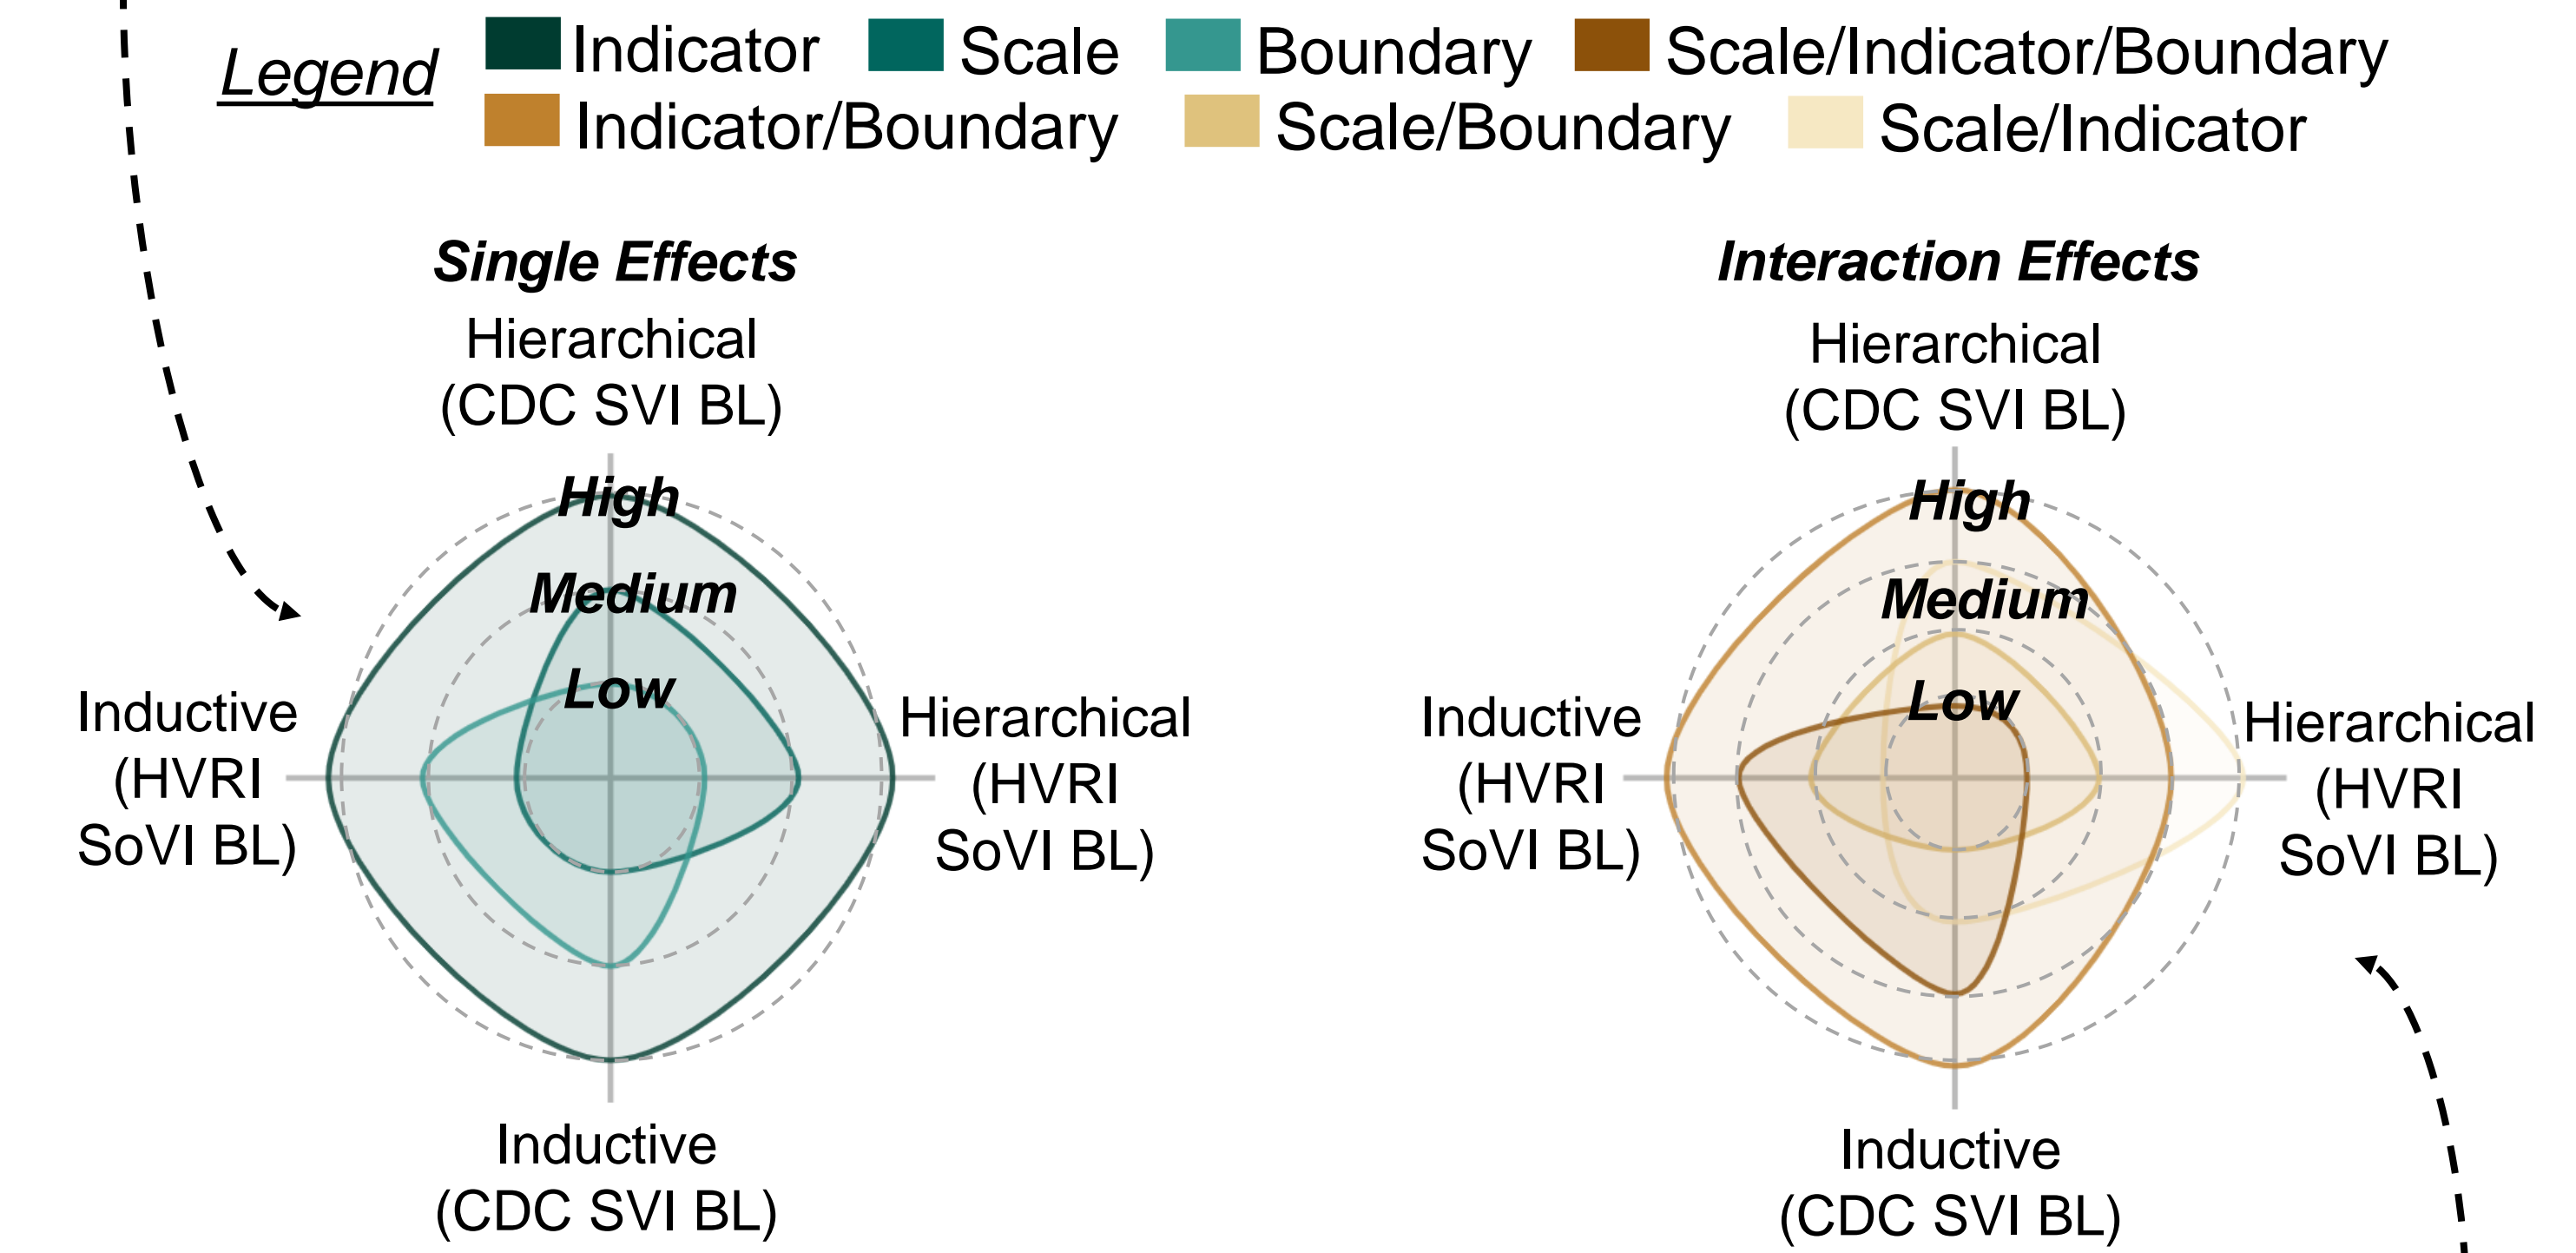 Legend
Indicator
Scale
Boundary
Scale/Indicator/Boundary
Indicator/Boundary
Scale/Boundary
Scale/Indicator
Single Effects
Hierarchical
(CDC SVI BL)
High
Medium
Low
Inductive
(HVRI
SoVI BL)
Hierarchical
(HVRI
SoVI BL)
Inductive
(CDC SVI BL)
Interaction Effects
Hierarchical
(CDC SVI BL)
High
Medium
Low
Inductive
(HVRI
SoVI BL)
Hierarchical
(HVRI
SoVI BL)
Inductive
(CDC SVI BL)